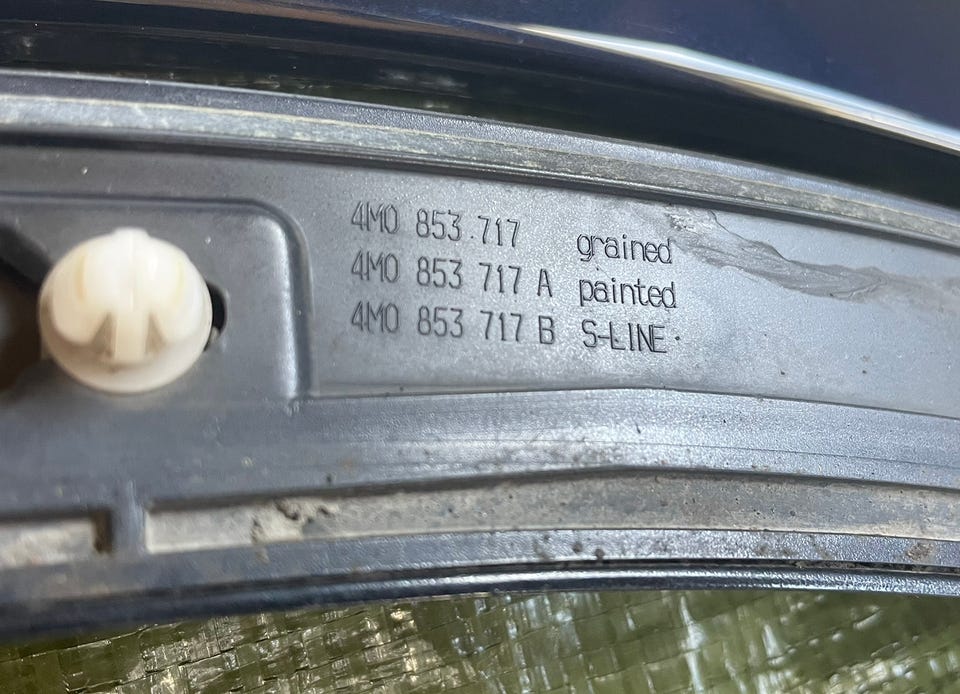 4M0 853 717 grained
4M0 853 717 A painted
4M0 853 717 B S-LINE